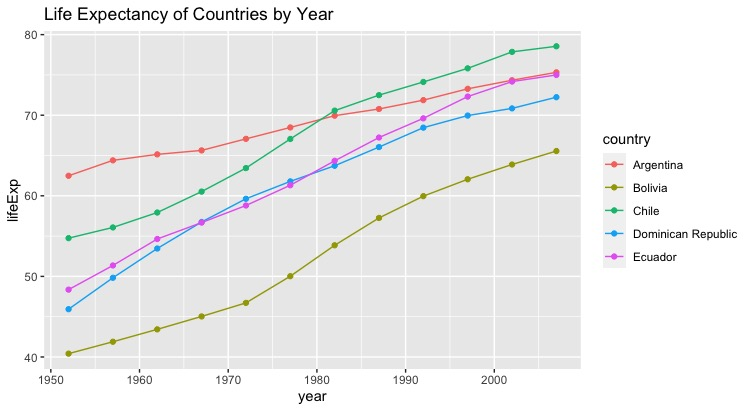 Life Expectancy of Countries by Year
80
70
60
50
40
lifeExp
1950 1960 1970 1980 1990 2000
year
country
Argentina
Bolivia
Chile
Dominican Republic
Ecuador